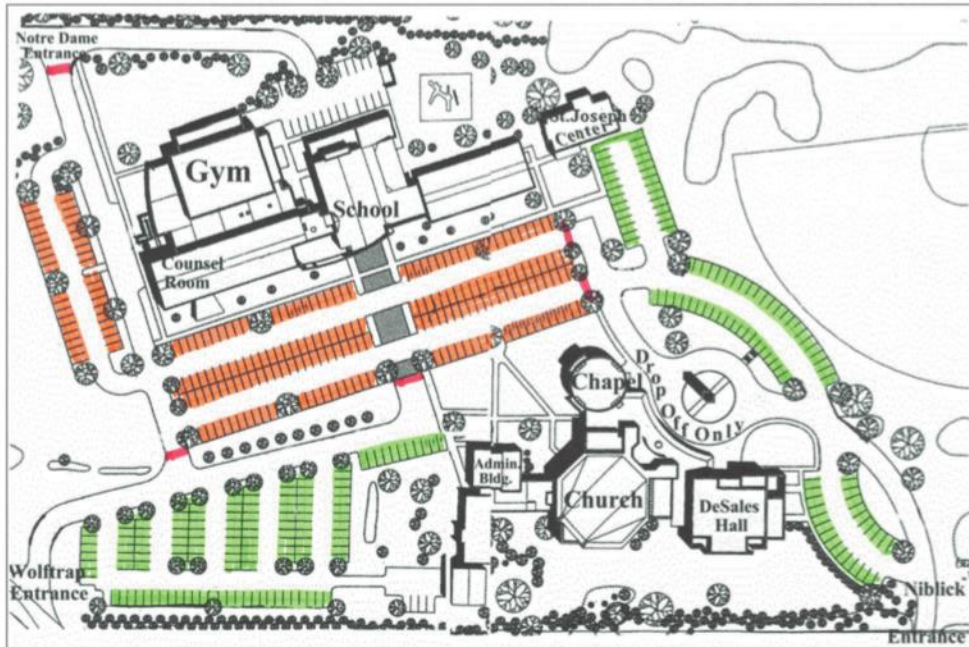 Notre Dame
Entrance
St.Joseph
Center
Gym
School
Counsel
Room
Chapel
Drop Off Only
Admin.
Bldg.
Church
DeSales
Hall
Wolftrap
Entrance
Niblick
Entrance